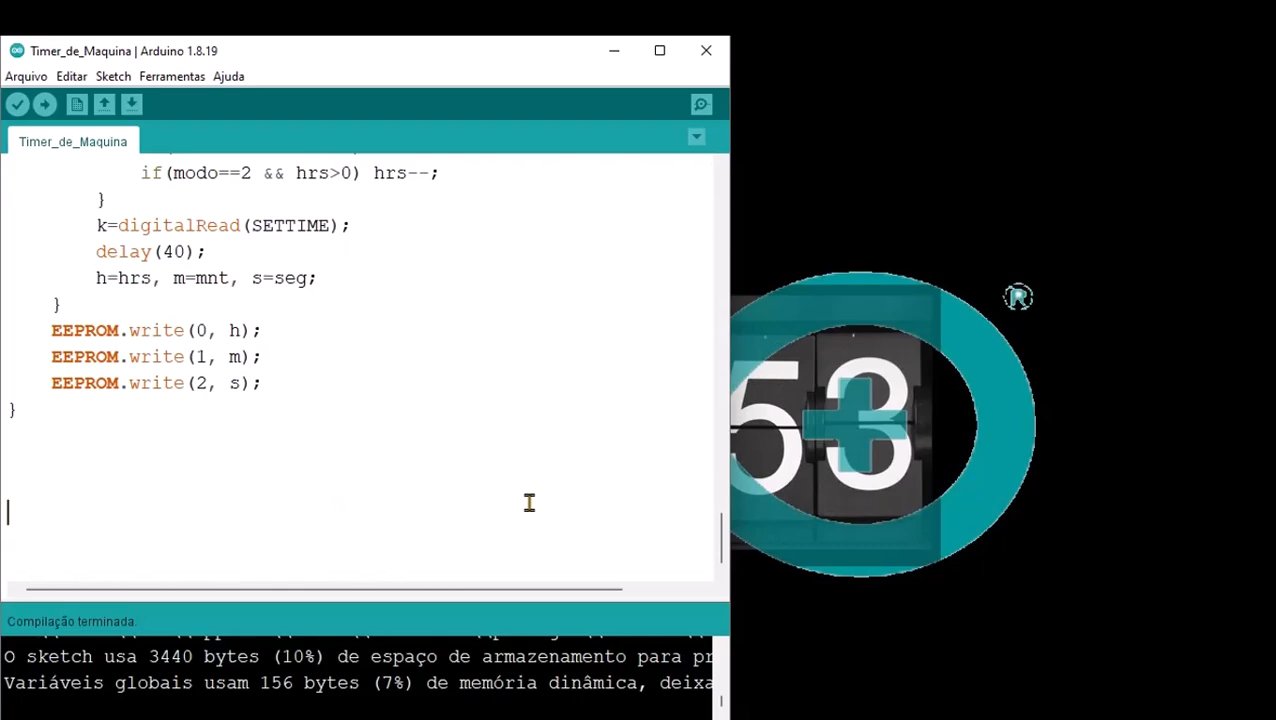 Timer_de_Maquina | Arduino 1.8.19
Arquivo Editar Sketch Ferramentas Ajuda
Timer_de_Maquina
if(modo==2 && hrs>0) hrs--;
}
k=digitalRead(SETTIME);
delay(40);
h=hrs, m=mnt, s=seg;
}
EEPROM.write(0, h);
EEPROM.write(1, m);
EEPROM.write(2, s);
}
53
R
Compilação terminada.
O sketch usa 3440 bytes (10%) de espaço de armazenamento para pr
Variáveis globais usam 156 bytes (7%) de memória dinâmica, deixa